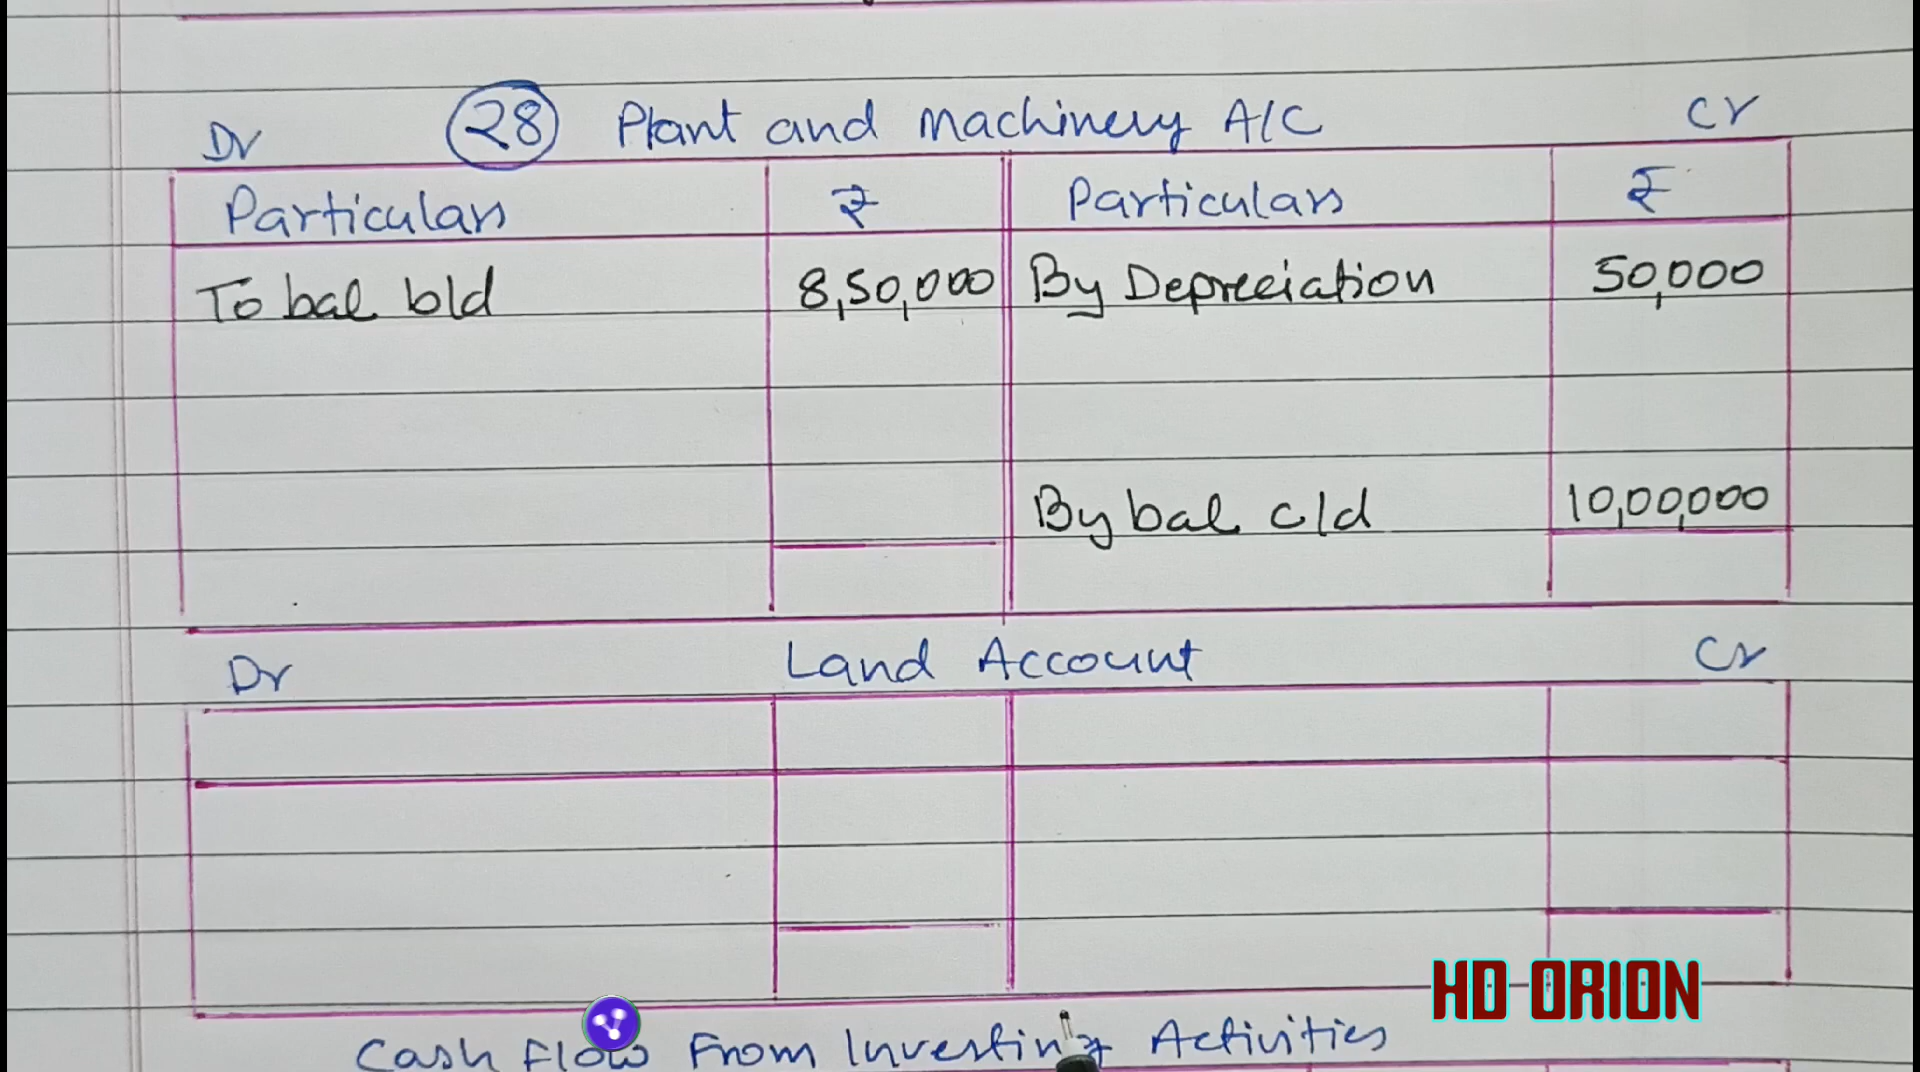 Dr (28) Plant and Machinery A/C Cr
Particulars ₹ Particulars ₹
To bal b/d 8,50,000 By Depreciation 50,000
By bal c/d 10,00,000
Dr Land Account Cr
HD ORION
Cash Flow From Investing Activities